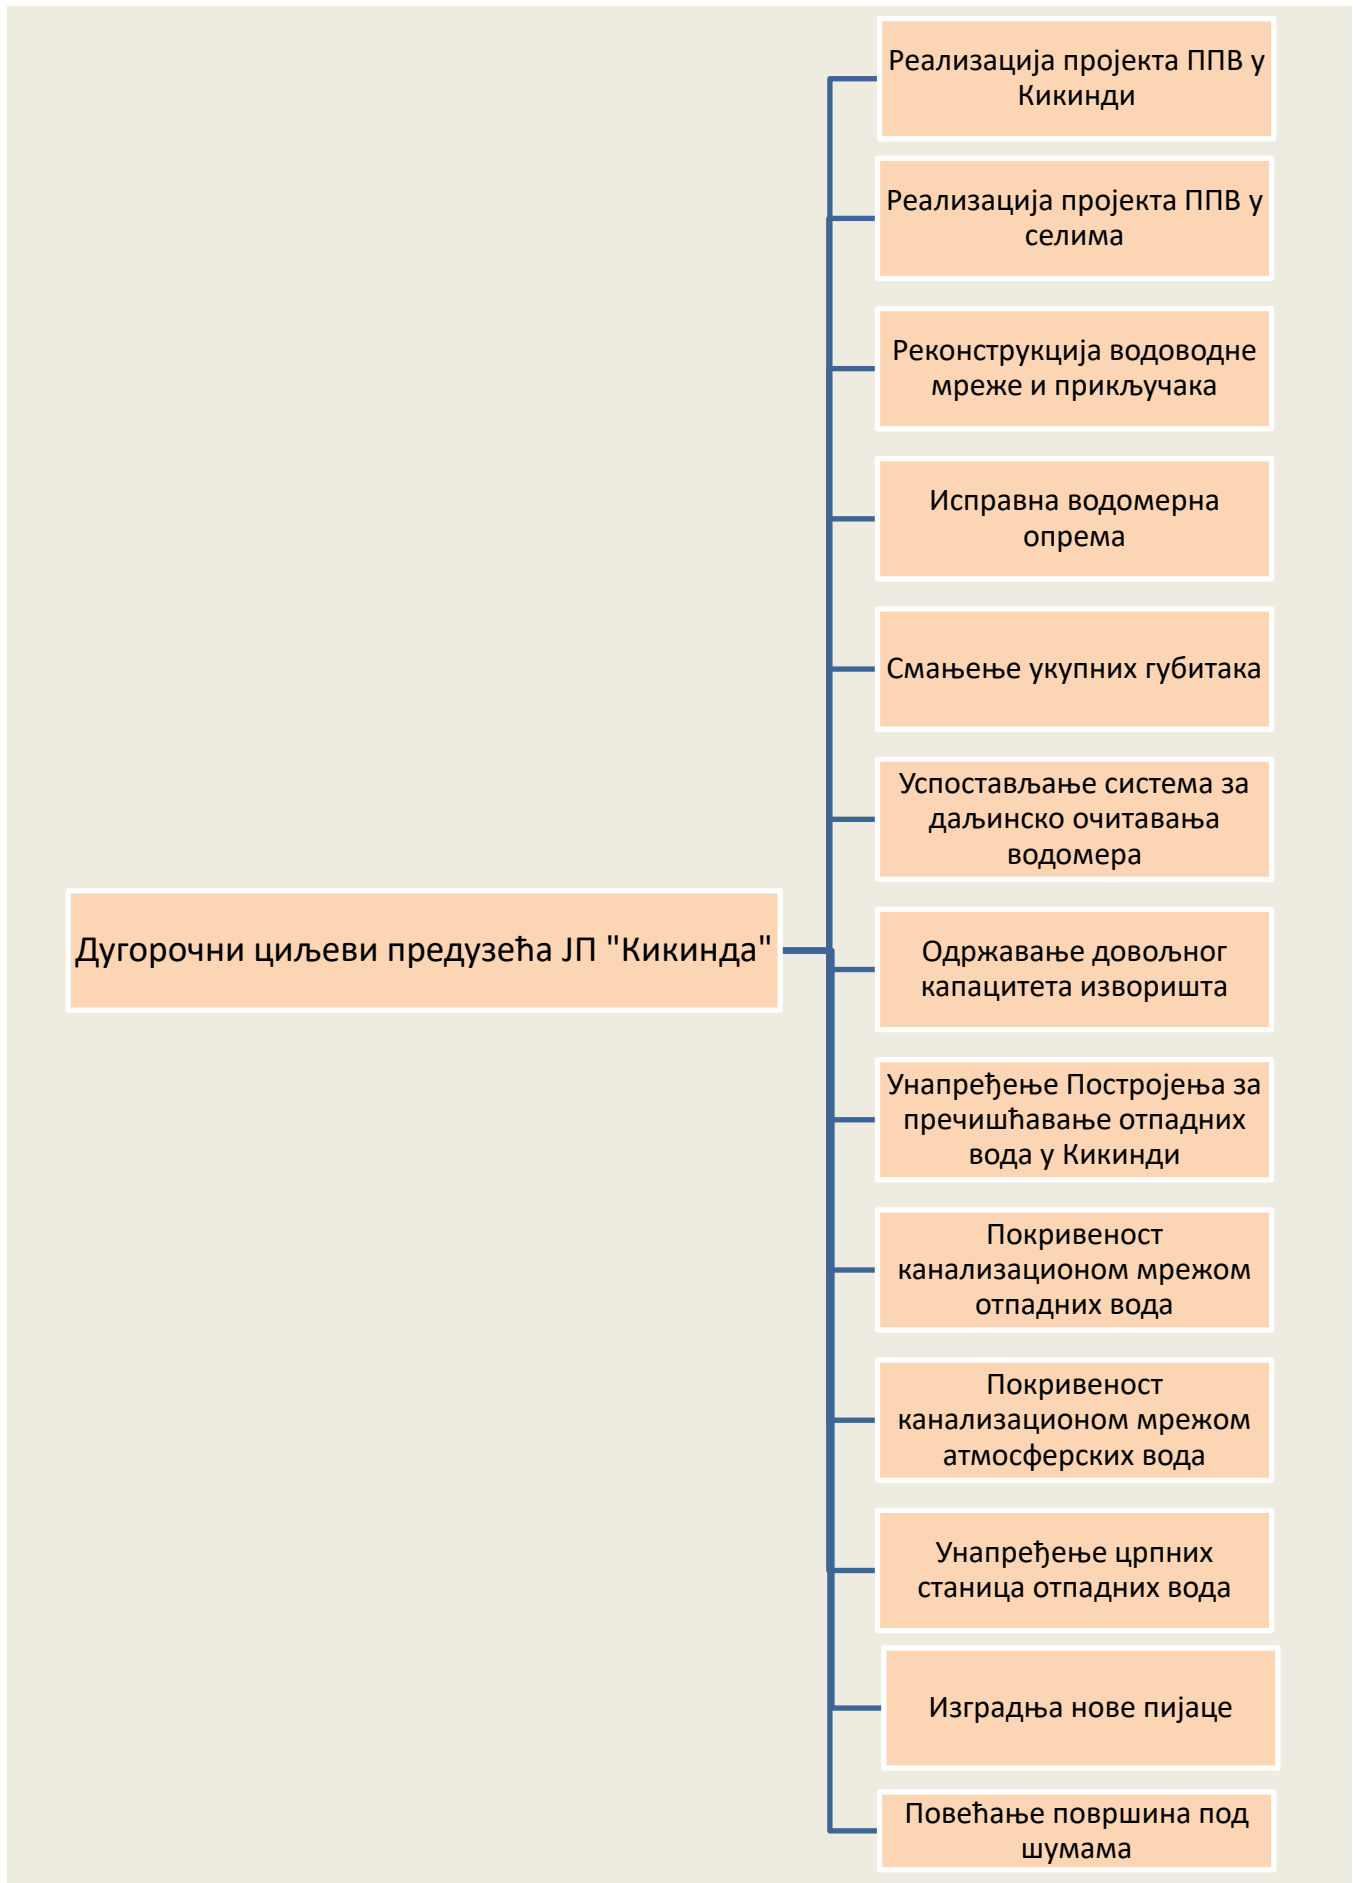 Реализација пројекта ППВ у
Кикинди
Реализација пројекта ППВ у
селима
Реконструкција водоводне
мреже и прикључака
Исправна водомерна
опрема
Смањење укупних губитака
Успостављање система за
даљинско очитавања
водомера
Дугорочни циљеви предузећа ЈП "Кикинда"
Одржавање довољног
капацитета изворишта
Унапређење Постројења за
пречишћавање отпадних
вода у Кикинди
Покривеност
канализационом мрежом
отпадних вода
Покривеност
канализационом мрежом
атмосферских вода
Унапређење црпних
станица отпадних вода
Изградња нове пијаце
Повећање површина под
шумама